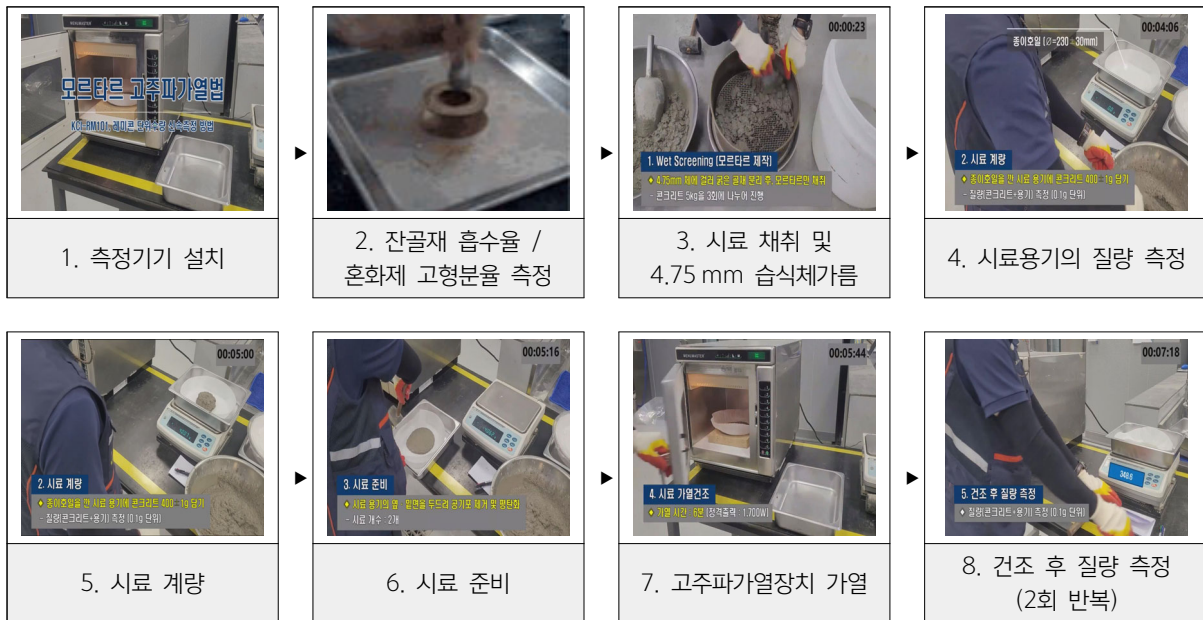 모르타르 고주파가열법
KCI-RM101 레미콘 단위수량 신속측정 방법
▶
▶
00:00:23
1. Wet Screening (모르타르 제작)
◆ 4.75mm 체에 걸러 굵은 골재 분리 후, 모르타르만 채취
- 콘크리트 5kg을 3회에 나누어 진행
▶
00:04:06
종이호일 (Ø=230×30mm)
2. 시료 계량
◆ 종이호일을 깐 시료 용기에 콘크리트 400±1g 담기
- 질량(콘크리트+용기) 측정 (0.1g 단위)
1. 측정기기 설치
2. 잔골재 흡수율 /
혼화제 고형분율 측정
3. 시료 채취 및
4.75 mm 습식체가름
4. 시료용기의 질량 측정
00:05:00
2. 시료 계량
◆ 종이호일을 깐 시료 용기에 콘크리트 400±1g 담기
- 질량(콘크리트+용기) 측정 (0.1g 단위)
▶
00:05:16
3. 시료 준비
◆ 시료 용기의 옆·밑면을 두드려 공기포 제거 및 평탄화
- 시료 개수 : 2개
▶
00:05:44
4. 시료 가열건조
◆ 가열 시간 : 6분 (정격출력 : 1,700W)
▶
00:07:18
5. 건조 후 질량 측정
◆ 질량(콘크리트+용기) 측정 (0.1g 단위)
5. 시료 계량
6. 시료 준비
7. 고주파가열장치 가열
8. 건조 후 질량 측정
(2회 반복)